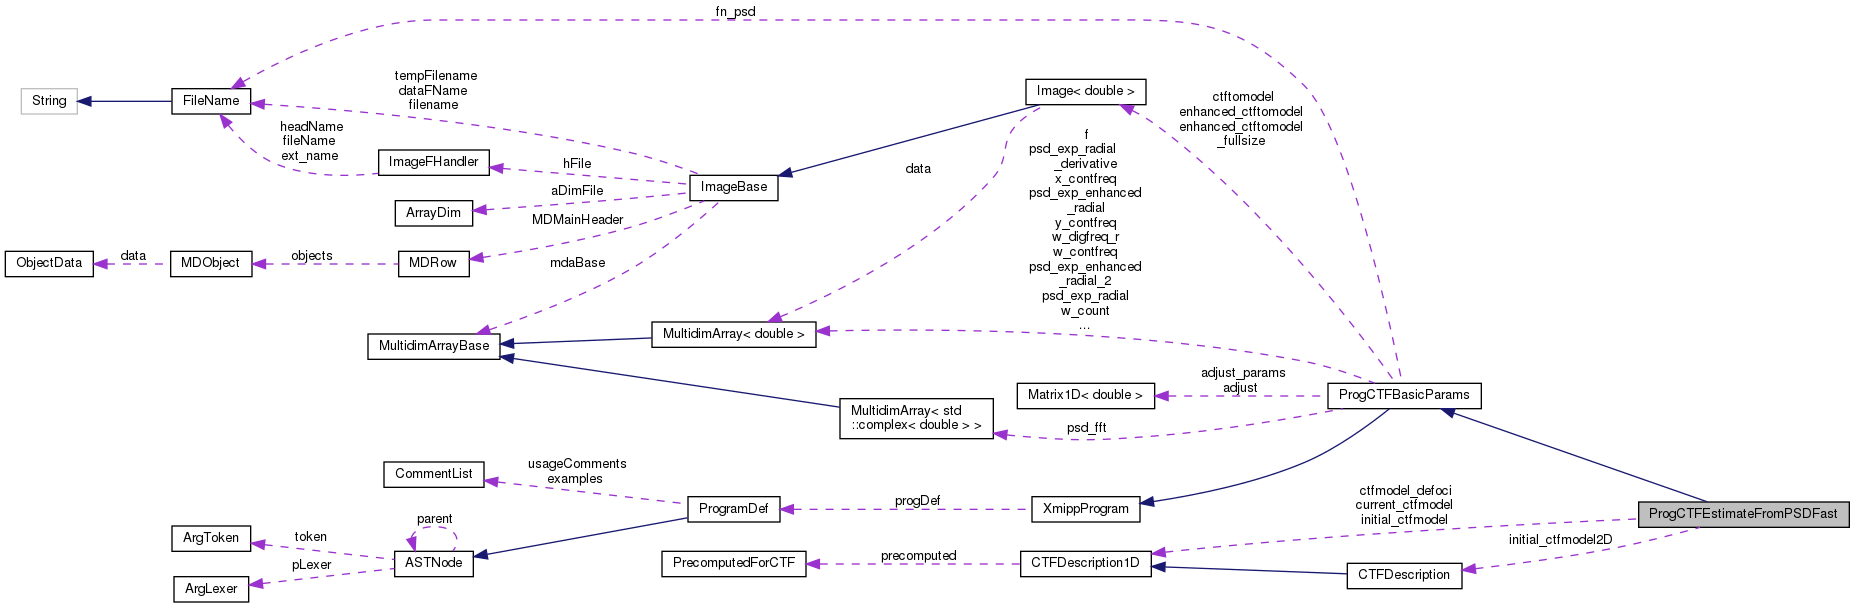 fn_psd
tempFilename
dataFName
filename
String
FileName
Image< double >
ctftomodel
enhanced_ctftomodel
enhanced_ctftomodel
_fullsize
headName
fileName
ext_name
ImageFHandler
hFile
ImageBase
data
f
psd_exp_radial
_derivative
x_contfreq
psd_exp_enhanced
_radial
y_contfreq
w_digfreq_r
w_contfreq
psd_exp_enhanced
_radial_2
psd_exp_radial
w_count
...
aDimFile
ArrayDim
MDMainHeader
ObjectData
data
MDObject
objects
MDRow
mdaBase
MultidimArrayBase
MultidimArray< double >
adjust_params
adjust
Matrix1D< double >
ProgCTFBasicParams
MultidimArray< std
::complex< double > >
psd_fft
CommentList
usageComments
examples
ProgramDef
progDef
XmippProgram
ctfmodel_defoci
current_ctfmodel
initial_ctfmodel
ProgCTFEstimateFromPSDFast
parent
ArgToken
token
pLexer
ASTNode
ArgLexer
PrecomputedForCTF
precomputed
CTFDescription1D
initial_ctfmodel2D
CTFDescription